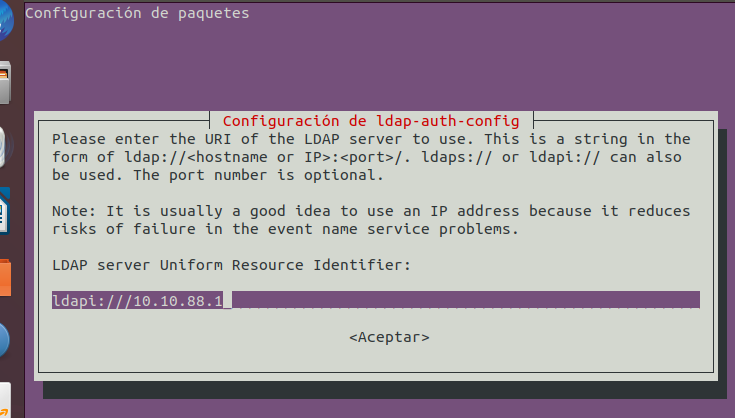 Configuración de paquetes
Configuración de ldap-auth-config
Please enter the URI of the LDAP server to use. This is a string in the
form of ldap://<hostname or IP>:<port>/. ldaps:// or ldapi:// can also
be used. The port number is optional.
Note: It is usually a good idea to use an IP address because it reduces
risks of failure in the event name service problems.
LDAP server Uniform Resource Identifier:
ldapi:///10.10.88.1
<Aceptar>